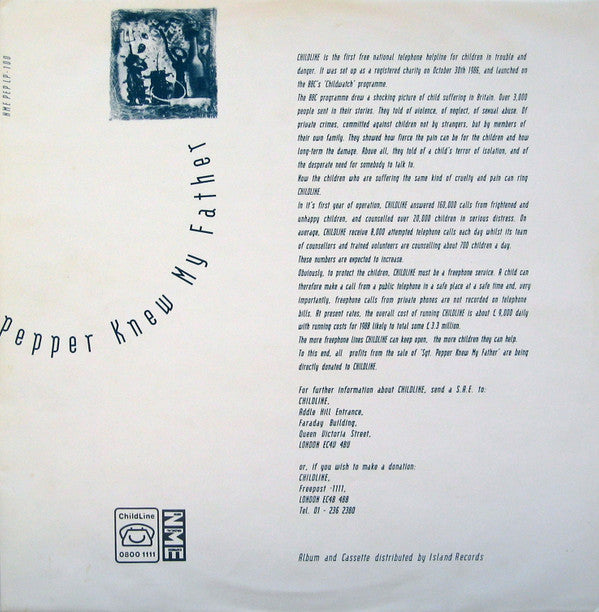 NME PEP LP-100
pepper Knew My Father
CHILDLINE is the first free national telephone helpline for children in trouble and
danger. It was set up as a registered charity on October 30th 1986, and launched on
the BBC's 'Childwatch' programme.
The BBC programme drew a shocking picture of child suffering in Britain. Over 3,000
people sent in their stories. They told of violence, of neglect, of sexual abuse. Of
private crimes, committed against children not by strangers, but by members of
their own family. They showed how fierce the pain can be for the children and how
long-term the damage. Above all, they told of a child's terror of isolation, and of
the desperate need for somebody to talk to.
Now the children who are suffering the same kind of cruelty and pain can ring
CHILDLINE.
In it's first year of operation, CHILDLINE answered 160,000 calls from frightened and
unhappy children, and counselled over 20,000 children in serious distress. On
average, CHILDLINE receive 8,000 attempted telephone calls each day whilst its team
of counsellors and trained volunteers are counselling about 700 children a day.
These numbers are expected to increase.
Obviously, to protect the children, CHILDLINE must be a freephone service. A child can
therefore make a call from a public telephone in a safe place at a safe time and, very
importantly, freephone calls from private phones are not recorded on telephone
bills. At present rates, the overall cost of running CHILDLINE is about £ 9,000 daily
with running costs for 1988 likely to total some £ 3.3 million.
The more freephone lines CHILDLINE can keep open, the more children they can help.
To this end, all profits from the sale of 'Sgt. Pepper Knew My Father' are being
directly donated to CHILDLINE.
For further information about CHILDLINE, send a S.A.E. to:
CHILDLINE,
Addle Hill Entrance,
Faraday Building,
Queen Victoria Street,
LONDON EC4U 4BU
or, if you wish to make a donation:
CHILDLINE,
Freepost -1111,
LONDON EC4B 4BB
Tel. 01 - 236 2380
ChildLine
0800 1111
NME
Album and Cassette distributed by Island Records